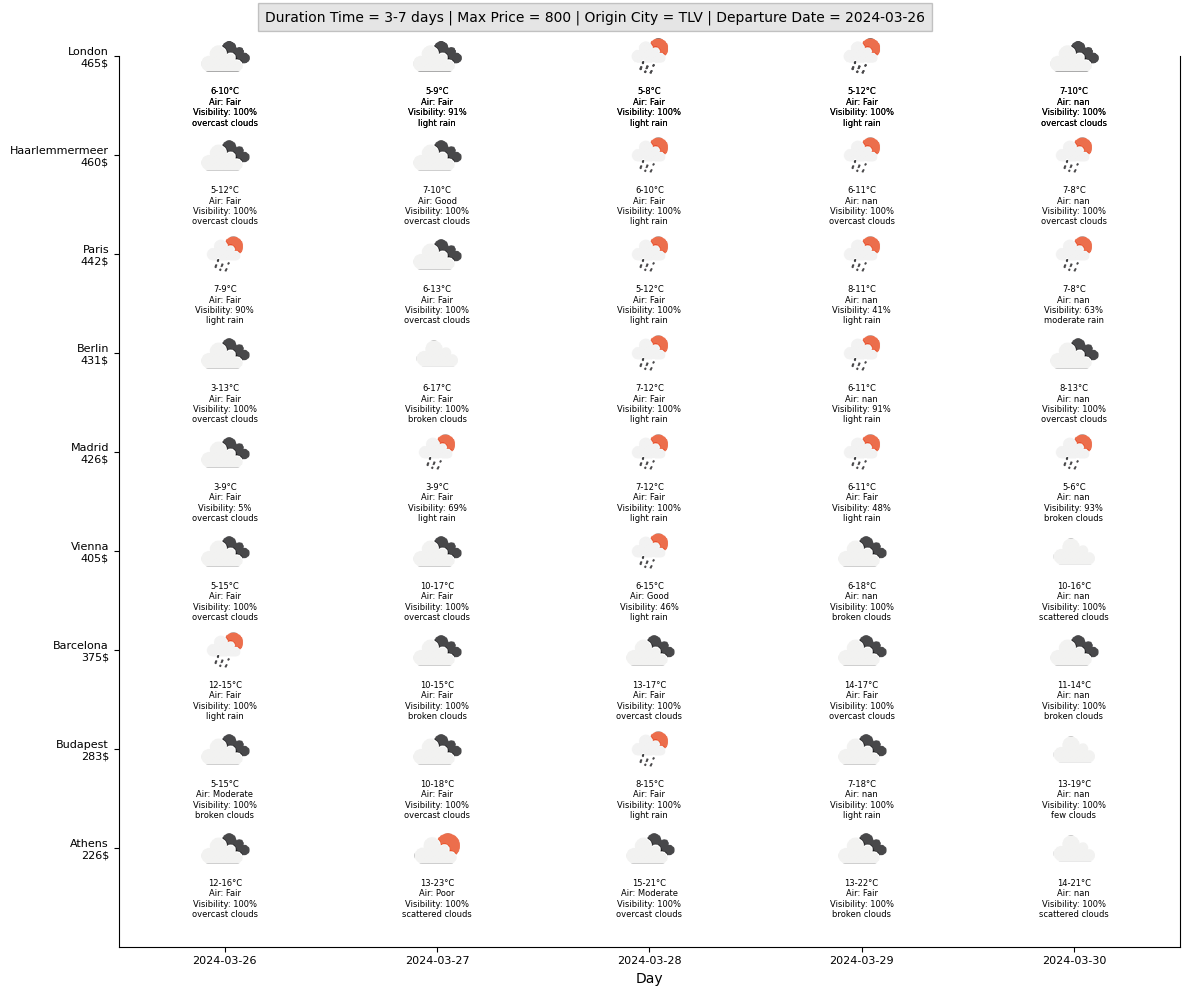 Duration Time = 3-7 days | Max Price = 800 | Origin City = TLV | Departure Date = 2024-03-26
London
465$
6-10°C
Air: Fair
Visibility: 100%
overcast clouds
5-9°C
Air: Fair
Visibility: 91%
light rain
5-8°C
Air: Fair
Visibility: 100%
light rain
5-12°C
Air: Fair
Visibility: 100%
light rain
7-10°C
Air: nan
Visibility: 100%
overcast clouds
Haarlemmermeer
460$
5-12°C
Air: Fair
Visibility: 100%
overcast clouds
7-10°C
Air: Good
Visibility: 100%
overcast clouds
6-10°C
Air: Fair
Visibility: 100%
light rain
6-11°C
Air: nan
Visibility: 100%
overcast clouds
7-8°C
Air: nan
Visibility: 100%
overcast clouds
Paris
442$
7-9°C
Air: Fair
Visibility: 90%
light rain
6-13°C
Air: Fair
Visibility: 100%
overcast clouds
5-12°C
Air: Fair
Visibility: 100%
light rain
8-11°C
Air: nan
Visibility: 41%
light rain
7-8°C
Air: nan
Visibility: 63%
moderate rain
Berlin
431$
3-13°C
Air: Fair
Visibility: 100%
overcast clouds
6-17°C
Air: Fair
Visibility: 100%
broken clouds
7-12°C
Air: Fair
Visibility: 100%
light rain
6-11°C
Air: nan
Visibility: 91%
light rain
8-13°C
Air: nan
Visibility: 100%
overcast clouds
Madrid
426$
3-9°C
Air: Fair
Visibility: 5%
overcast clouds
3-9°C
Air: Fair
Visibility: 69%
light rain
7-12°C
Air: Fair
Visibility: 100%
light rain
6-11°C
Air: Fair
Visibility: 48%
light rain
5-6°C
Air: nan
Visibility: 93%
broken clouds
Vienna
405$
5-15°C
Air: Fair
Visibility: 100%
overcast clouds
10-17°C
Air: Fair
Visibility: 100%
overcast clouds
6-15°C
Air: Good
Visibility: 46%
light rain
6-18°C
Air: nan
Visibility: 100%
broken clouds
10-16°C
Air: nan
Visibility: 100%
scattered clouds
Barcelona
375$
12-15°C
Air: Fair
Visibility: 100%
light rain
10-15°C
Air: Fair
Visibility: 100%
broken clouds
13-17°C
Air: Fair
Visibility: 100%
overcast clouds
14-17°C
Air: Fair
Visibility: 100%
overcast clouds
11-14°C
Air: nan
Visibility: 100%
broken clouds
Budapest
283$
5-15°C
Air: Moderate
Visibility: 100%
broken clouds
10-18°C
Air: Fair
Visibility: 100%
overcast clouds
8-15°C
Air: Fair
Visibility: 100%
light rain
7-18°C
Air: nan
Visibility: 100%
light rain
13-19°C
Air: nan
Visibility: 100%
few clouds
Athens
226$
12-16°C
Air: Fair
Visibility: 100%
overcast clouds
13-23°C
Air: Poor
Visibility: 100%
scattered clouds
15-21°C
Air: Moderate
Visibility: 100%
overcast clouds
13-22°C
Air: Fair
Visibility: 100%
broken clouds
14-21°C
Air: nan
Visibility: 100%
scattered clouds
2024-03-26
2024-03-27
2024-03-28
2024-03-29
2024-03-30
Day